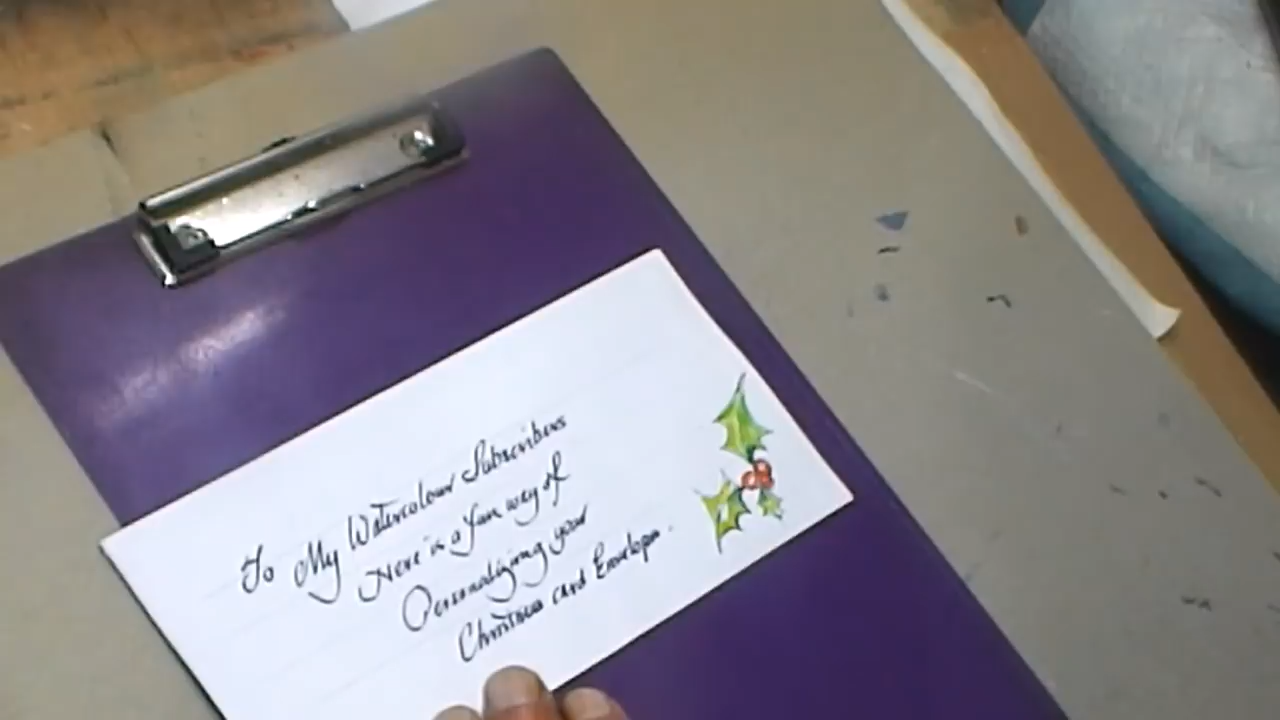 To My Watercolour Subscribers
Here is a fun way of
Personalizing your
Christmas card Envelope.